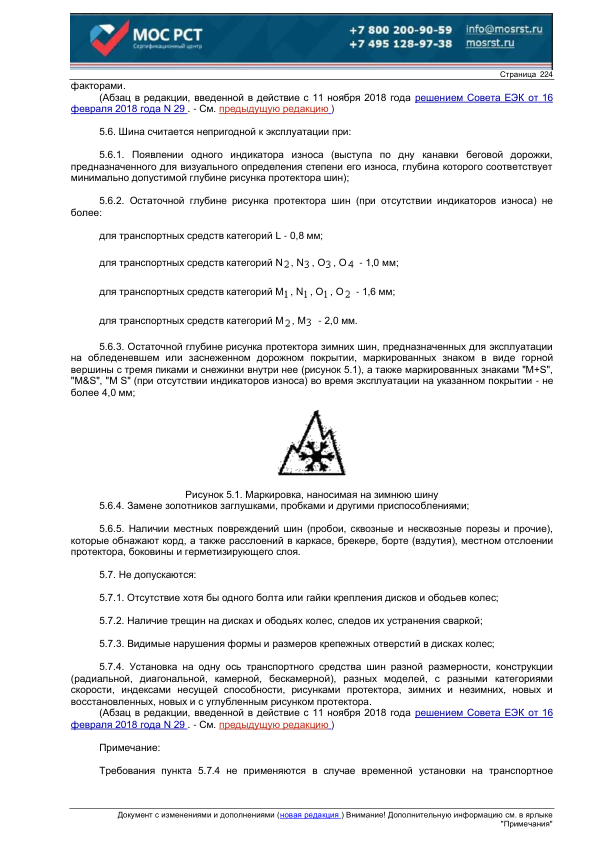 МОС РСТ
Сертификационный центр
+7 800 200-90-59 info@mosrst.ru
+7 495 128-97-38 mosrst.ru
Страница 224
факторами.
(Абзац в редакции, введенной в действие с 11 ноября 2018 года решением Совета ЕЭК от 16
февраля 2018 года N 29 . - См. предыдущую редакцию )
5.6. Шина считается непригодной к эксплуатации при:
5.6.1. Появлении одного индикатора износа (выступа по дну канавки беговой дорожки,
предназначенного для визуального определения степени его износа, глубина которого соответствует
минимально допустимой глубине рисунка протектора шин);
5.6.2. Остаточной глубине рисунка протектора шин (при отсутствии индикаторов износа) не
более:
для транспортных средств категорий L - 0,8 мм;
для транспортных средств категорий N2 , N3 , O3 , O4 - 1,0 мм;
для транспортных средств категорий M1 , N1 , O1 , O2 - 1,6 мм;
для транспортных средств категорий M2 , M3 - 2,0 мм.
5.6.3. Остаточной глубине рисунка протектора зимних шин, предназначенных для эксплуатации
на обледеневшем или заснеженном дорожном покрытии, маркированных знаком в виде горной
вершины с тремя пиками и снежинки внутри нее (рисунок 5.1), а также маркированных знаками "M+S",
"M&S", "M S" (при отсутствии индикаторов износа) во время эксплуатации на указанном покрытии - не
более 4,0 мм;
Рисунок 5.1. Маркировка, наносимая на зимнюю шину
5.6.4. Замене золотников заглушками, пробками и другими приспособлениями;
5.6.5. Наличии местных повреждений шин (пробои, сквозные и несквозные порезы и прочие),
которые обнажают корд, а также расслоений в каркасе, брекере, борте (вздутия), местном отслоении
протектора, боковины и герметизирующего слоя.
5.7. Не допускаются:
5.7.1. Отсутствие хотя бы одного болта или гайки крепления дисков и ободьев колес;
5.7.2. Наличие трещин на дисках и ободьях колес, следов их устранения сваркой;
5.7.3. Видимые нарушения формы и размеров крепежных отверстий в дисках колес;
5.7.4. Установка на одну ось транспортного средства шин разной размерности, конструкции
(радиальной, диагональной, камерной, бескамерной), разных моделей, с разными категориями
скорости, индексами несущей способности, рисунками протектора, зимних и незимних, новых и
восстановленных, новых и с углубленным рисунком протектора.
(Абзац в редакции, введенной в действие с 11 ноября 2018 года решением Совета ЕЭК от 16
февраля 2018 года N 29 . - См. предыдущую редакцию )
Примечание:
Требования пункта 5.7.4 не применяются в случае временной установки на транспортное
Документ с изменениями и дополнениями (новая редакция ) Внимание! Дополнительную информацию см. в ярлыке
"Примечания"